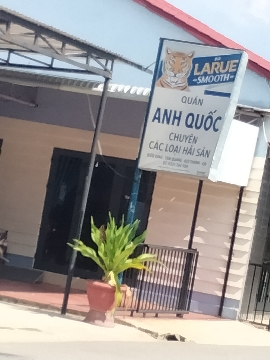 LARUE
SMOOTH
QUÁN
ANH QUỐC
CHUYÊN
CÁC LOẠI HẢI SẢN